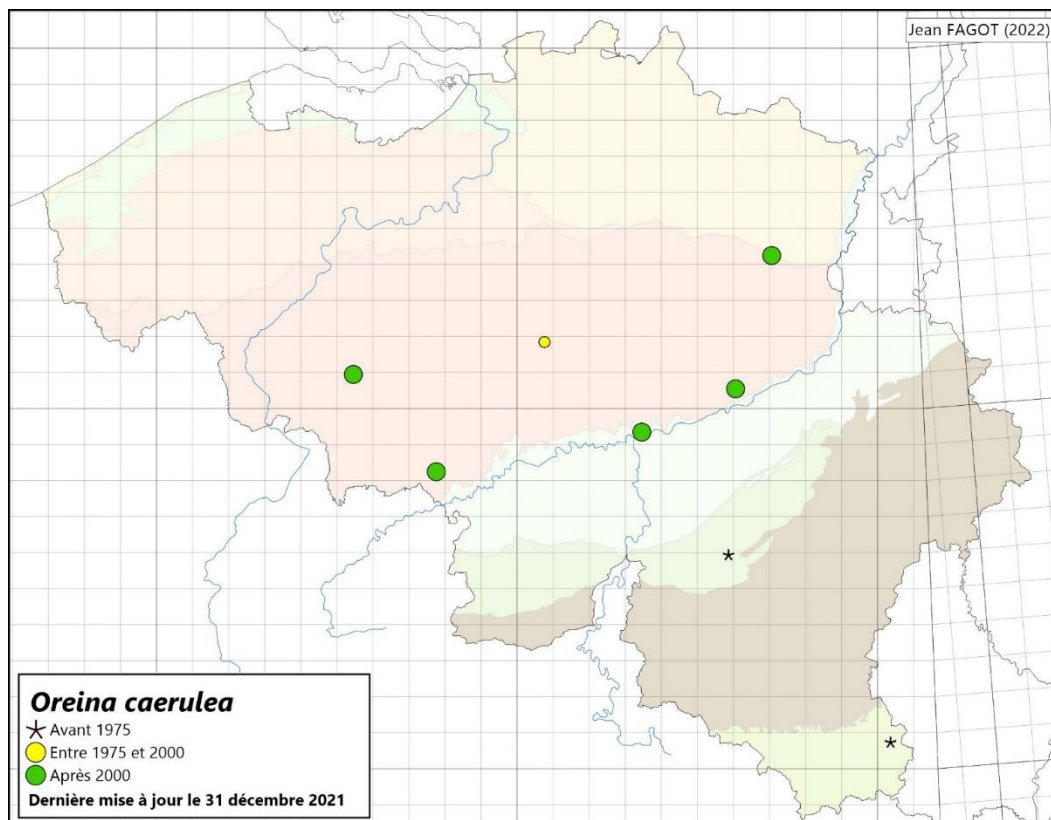 Jean FAGOT (2022)
Oreina caerulea
Avant 1975
Entre 1975 et 2000
Après 2000
Dernière mise à jour le 31 décembre 2021